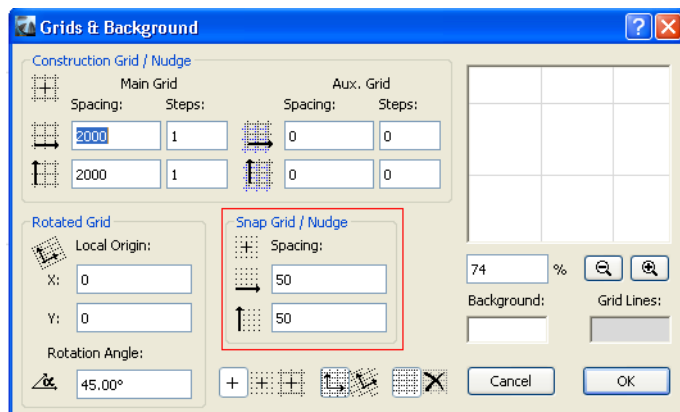 Grids & Background
Construction Grid / Nudge
Main Grid
Aux. Grid
Spacing: Steps:
Spacing: Steps:
2000 1
0 0
2000 1
0 0
Rotated Grid
Local Origin:
X: 0
Y: 0
Rotation Angle:
α 45.00°
Snap Grid / Nudge
Spacing:
50
50
74 %
Background: Grid Lines:
Cancel OK